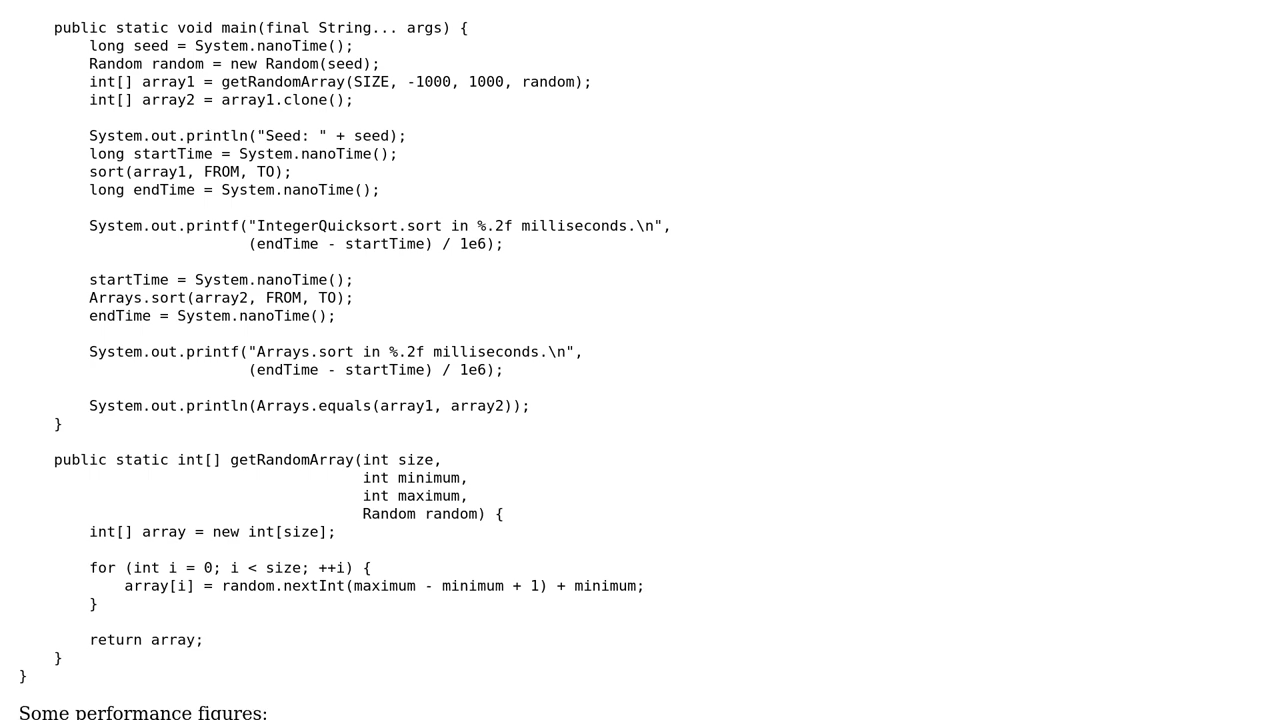 public static void main(final String... args) {
        long seed = System.nanoTime();
        Random random = new Random(seed);
        int[] array1 = getRandomArray(SIZE, -1000, 1000, random);
        int[] array2 = array1.clone();

        System.out.println("Seed: " + seed);
        long startTime = System.nanoTime();
        sort(array1, FROM, TO);
        long endTime = System.nanoTime();

        System.out.printf("IntegerQuicksort.sort in %.2f milliseconds.\n",
                          (endTime - startTime) / 1e6);

        startTime = System.nanoTime();
        Arrays.sort(array2, FROM, TO);
        endTime = System.nanoTime();

        System.out.printf("Arrays.sort in %.2f milliseconds.\n",
                          (endTime - startTime) / 1e6);

        System.out.println(Arrays.equals(array1, array2));
    }

    public static int[] getRandomArray(int size,
                                       int minimum,
                                       int maximum,
                                       Random random) {
        int[] array = new int[size];

        for (int i = 0; i < size; ++i) {
            array[i] = random.nextInt(maximum - minimum + 1) + minimum;
        }

        return array;
    }
}
Some performance figures: